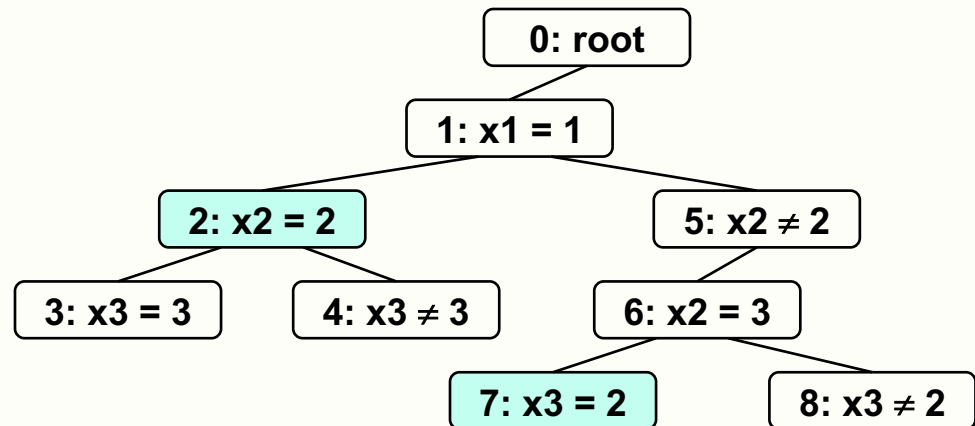 0: root
1: x1 = 1
2: x2 = 2
5: x2 ≠ 2
3: x3 = 3
4: x3 ≠ 3
6: x2 = 3
7: x3 = 2
8: x3 ≠ 2